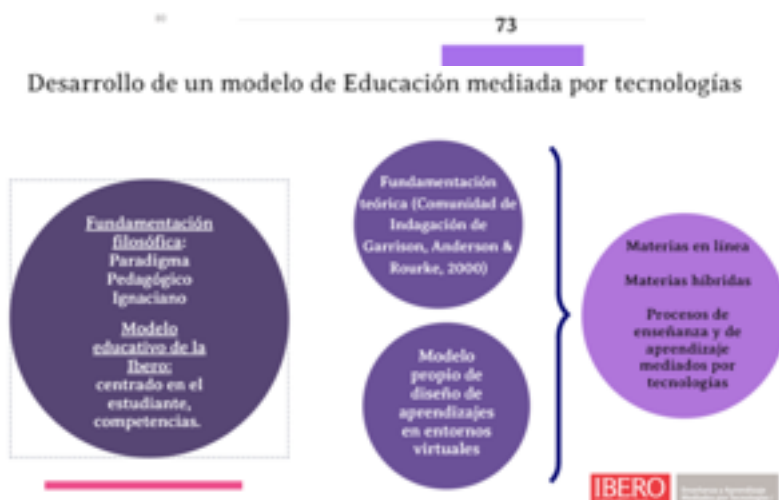 73
Desarrollo de un modelo de Educación mediada por tecnologías
Fundamentación
filosófica:
Paradigma
Pedagógico
Ignaciano
Modelo
educativo de la
Ibero:
centrado en el
estudiante,
competencias.
Fundamentación
teórica (Comunidad de
Indagación de
Garrison, Anderson &
Rourke, 2000)
Modelo
propio de
diseño de
aprendizajes
en entornos
virtuales
Materias en línea
Materias híbridas
Procesos de
enseñanza y de
aprendizaje
mediados por
tecnologías
IBERO